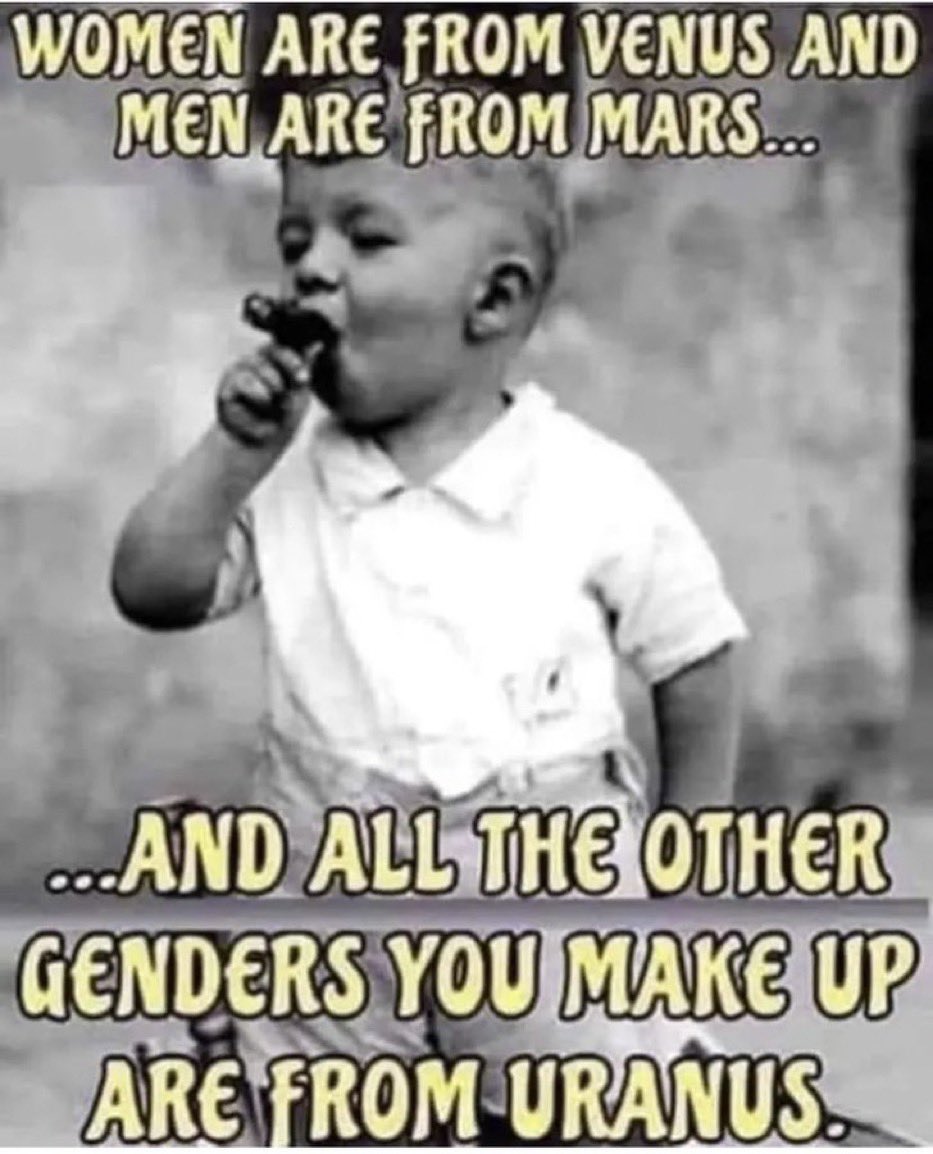 WOMEN ARE FROM VENUS AND
MEN ARE FROM MARS...
...AND ALL THE OTHER
GENDERS YOU MAKE UP
ARE FROM URANUS.